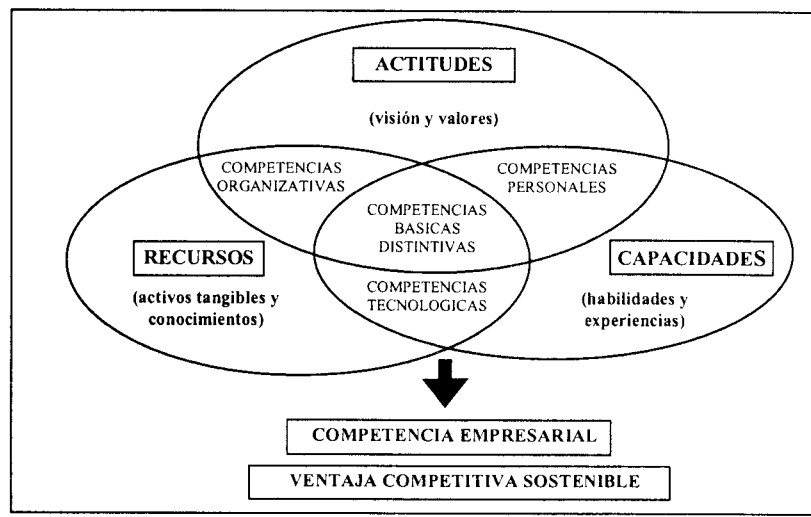 ACTITUDES
(visión y valores)
COMPETENCIAS
ORGANIZATIVAS
COMPETENCIAS
PERSONALES
COMPETENCIAS
BASICAS
DISTINTIVAS
RECURSOS
(activos tangibles y
conocimientos)
CAPACIDADES
(habilidades y
experiencias)
COMPETENCIAS
TECNOLOGICAS
COMPETENCIA EMPRESARIAL
VENTAJA COMPETITIVA SOSTENIBLE